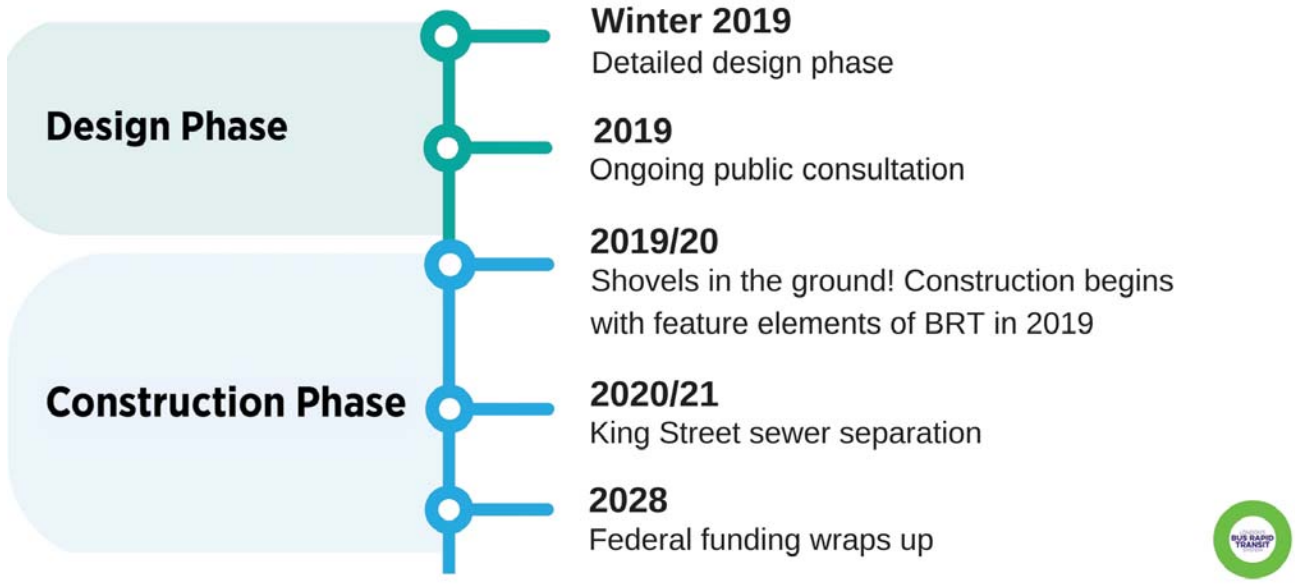 Winter 2019
Detailed design phase
Design Phase
2019
Ongoing public consultation
2019/20
Shovels in the ground! Construction begins
with feature elements of BRT in 2019
Construction Phase
2020/21
King Street sewer separation
2028
Federal funding wraps up
BUS RAPID
TRANSIT